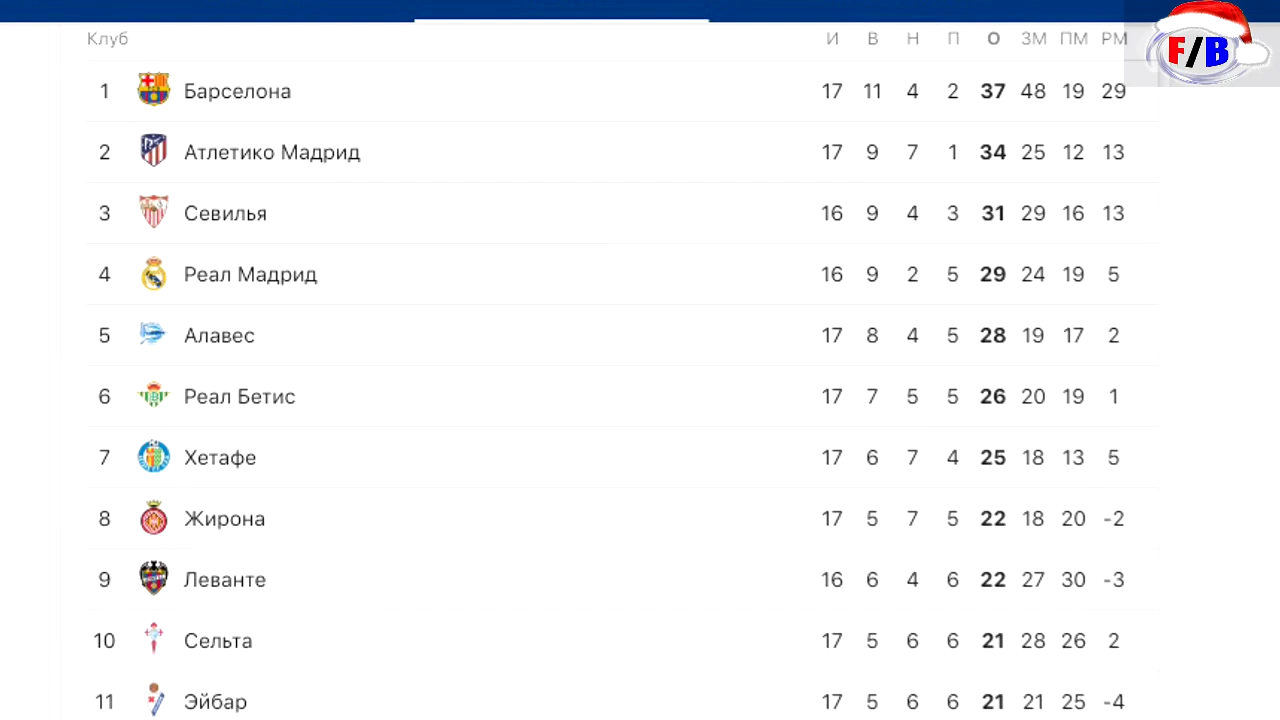 Клуб И В Н П О ЗМ ПМ РМ
F/B
1 Барселона 17 11 4 2 37 48 19 29
2 Атлетико Мадрид 17 9 7 1 34 25 12 13
3 Севилья 16 9 4 3 31 29 16 13
4 Реал Мадрид 16 9 2 5 29 24 19 5
5 Алавес 17 8 4 5 28 19 17 2
6 Реал Бетис 17 7 5 5 26 20 19 1
7 Хетафе 17 6 7 4 25 18 13 5
8 Жирона 17 5 7 5 22 18 20 -2
9 Леванте 16 6 4 6 22 27 30 -3
10 Сельта 17 5 6 6 21 28 26 2
11 Эйбар 17 5 6 6 21 21 25 -4